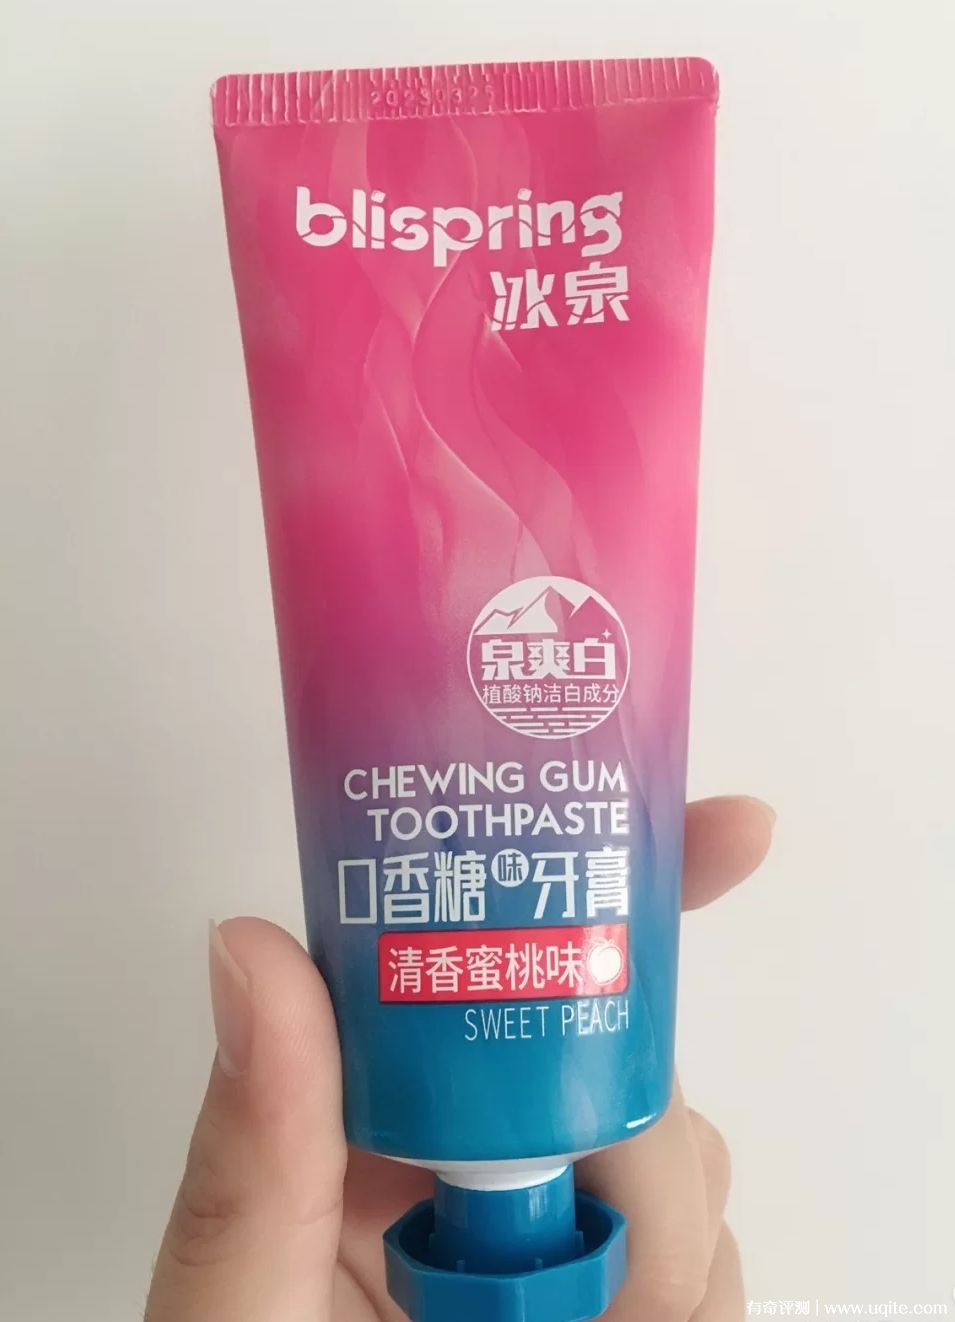 20230325
blispring
冰泉
泉爽白
植酸钠洁白成分
CHEWING GUM
TOOTHPASTE
口香糖味牙膏
清香蜜桃味
SWEET PEACH
有奇评测 | www.uqite.com